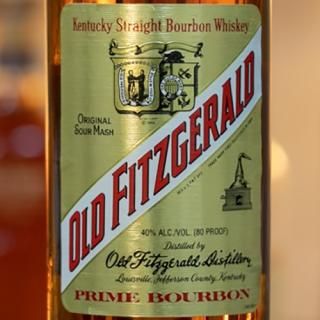 Kentucky Straight Bourbon Whiskey
ORIGINAL
SOUR MASH
OLD FITZGERALD
40% ALC./VOL. (80 PROOF)
Distilled by
Old Fitzgerald Distillery
Louisville, Jefferson County, Kentucky
PRIME BOURBON